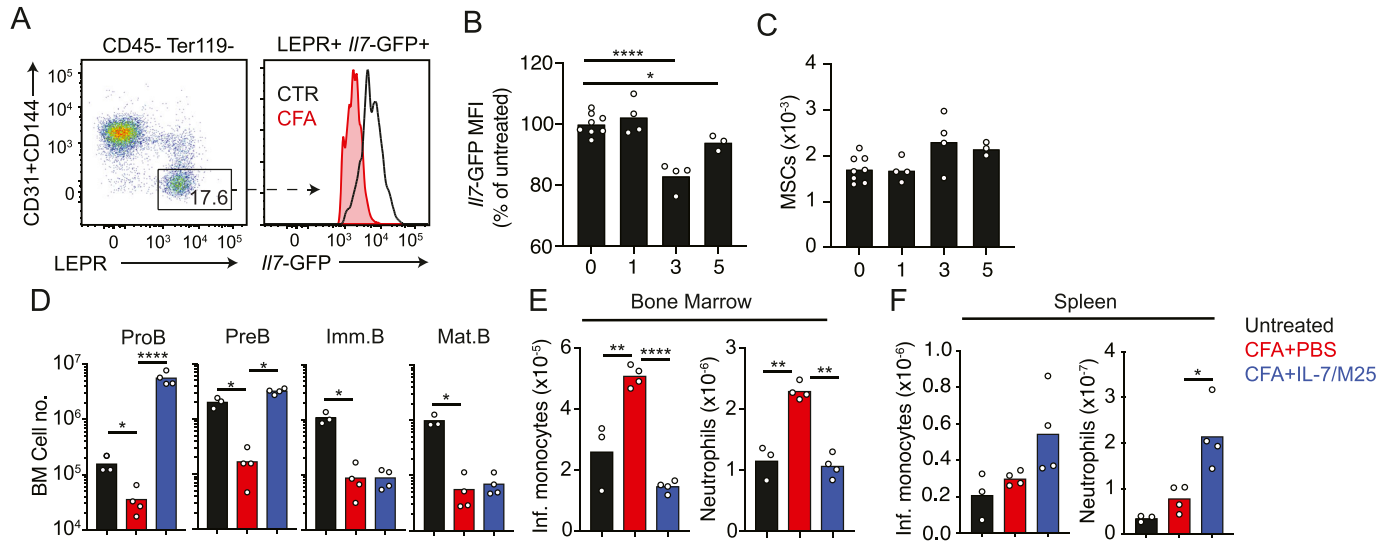 A
CD45- Ter119-
LEPR+ Il7-GFP+
CD31+CD144
10⁵
10⁴
10³
0
17.6
0 10³ 10⁴ 10⁵
LEPR
CTR
CFA
10³ 10⁴ 10⁵
Il7-GFP
B
Il7-GFP MFI
(% of untreated)
120
100
80
60
****
*
0 1 3 5
C
MSCs (x10⁻³)
4
3
2
1
0
0 1 3 5
D
ProB PreB Imm.B Mat.B
BM Cell no.
10⁷
10⁶
10⁵
10⁴
* ****
* *
*
*
E
Bone Marrow
Inf. monocytes (x10⁻⁵)
6
4
2
0
** ****
Neutrophils (x10⁻⁶)
3
2
1
0
** **
F
Spleen
Inf. monocytes (x10⁻⁶)
1.0
0.8
0.6
0.4
0.2
0.0
Neutrophils (x10⁻⁷)
4
3
2
1
0
*
Untreated
CFA+PBS
CFA+IL-7/M25